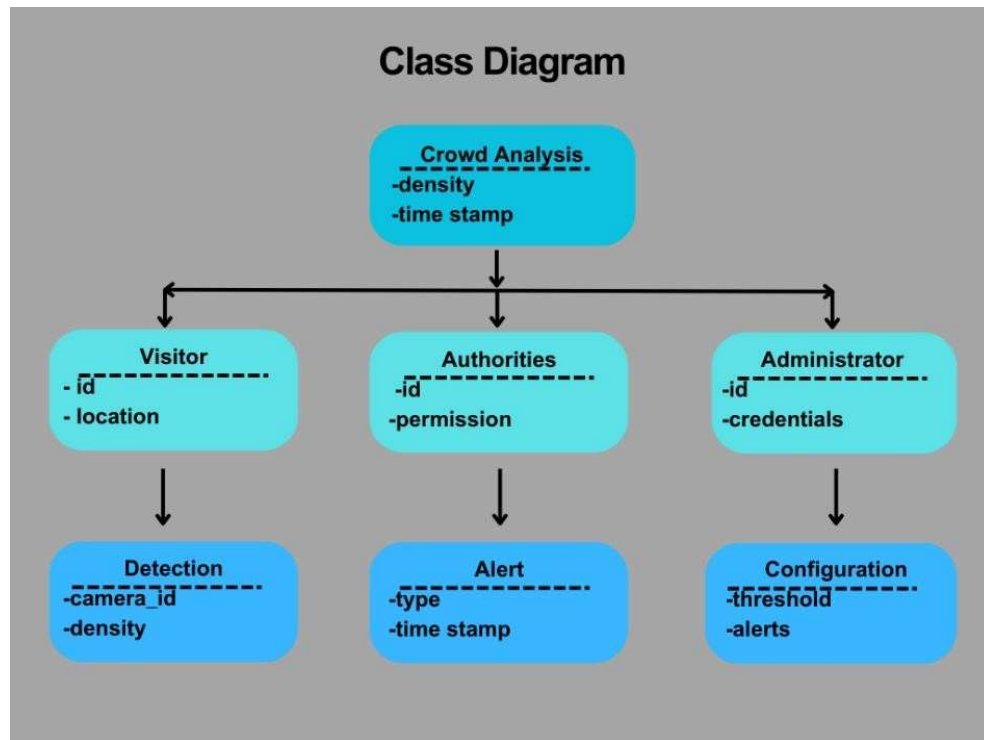 Class Diagram
Crowd Analysis
-density
-time stamp
Visitor
- id
- location
Authorities
-id
-permission
Administrator
-id
-credentials
Detection
-camera_id
-density
Alert
-type
-time stamp
Configuration
-threshold
-alerts